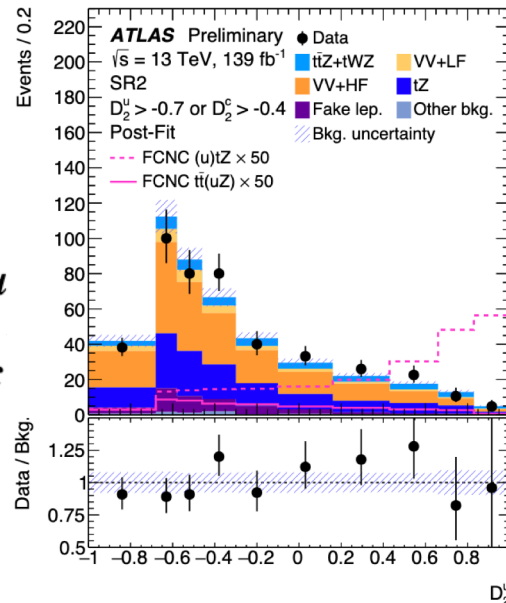 Events / 0.2
220
200
180
160
140
120
100
80
60
40
20
0
ATLAS Preliminary
√s = 13 TeV, 139 fb⁻¹
SR2
D₂ᵘ > -0.7 or D₂ᶜ > -0.4
Post-Fit
FCNC (u)tZ × 50
FCNC tt̄(uZ) × 50
Data
tt̄Z+tWZ
VV+LF
VV+HF
tZ
Fake lep.
Other bkg.
Bkg. uncertainty
u
Data / Bkg.
1.25
1
0.75
0.5
−1 −0.8 −0.6 −0.4 −0.2 0 0.2 0.4 0.6 0.8
D₂ᵘ